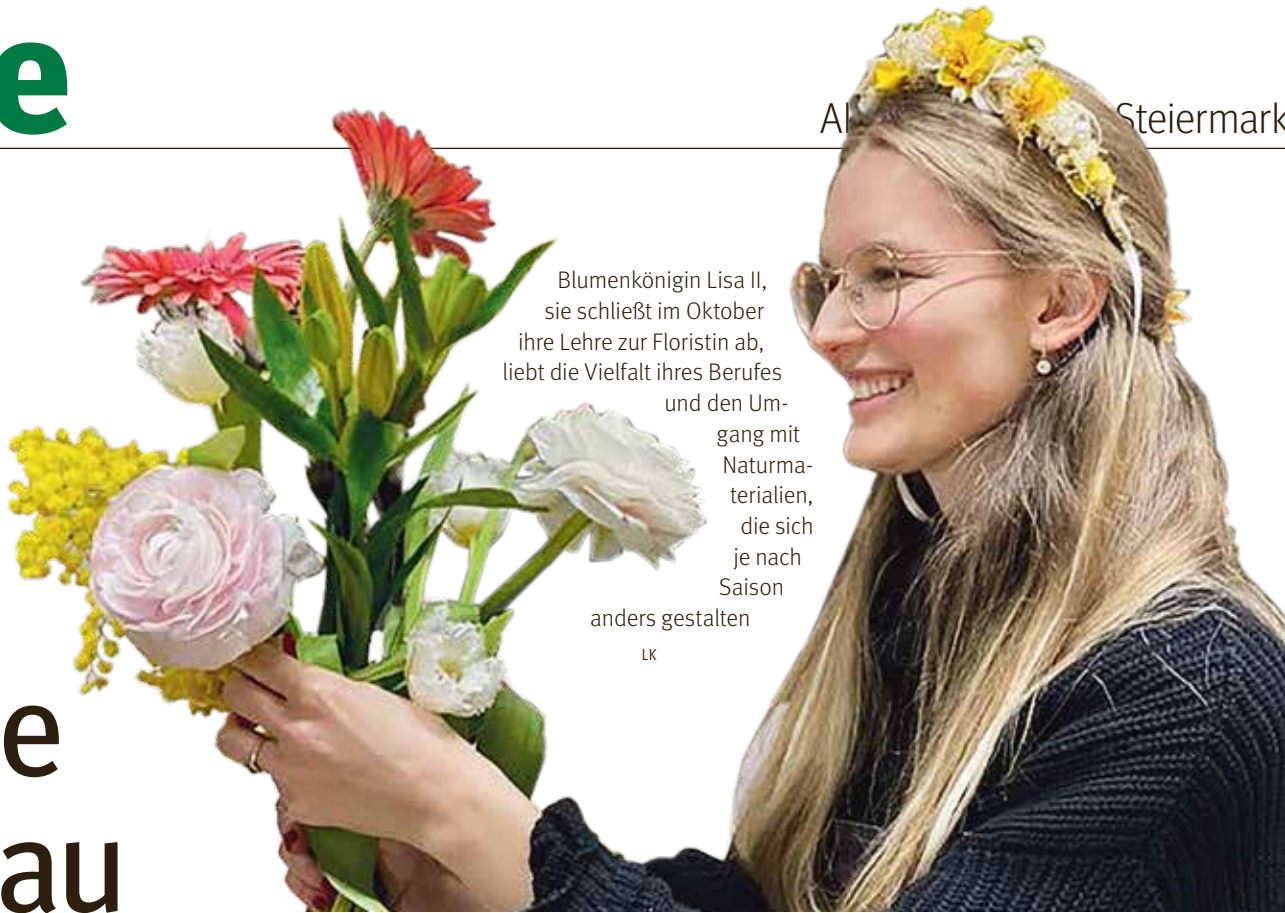 e
Steiermark
Blumenkönigin Lisa II,
sie schließt im Oktober
ihre Lehre zur Floristin ab,
liebt die Vielfalt ihres Berufes
und den Um-
gang mit
Naturma-
terialien,
die sich
je nach
Saison
anders gestalten
LK
e
au